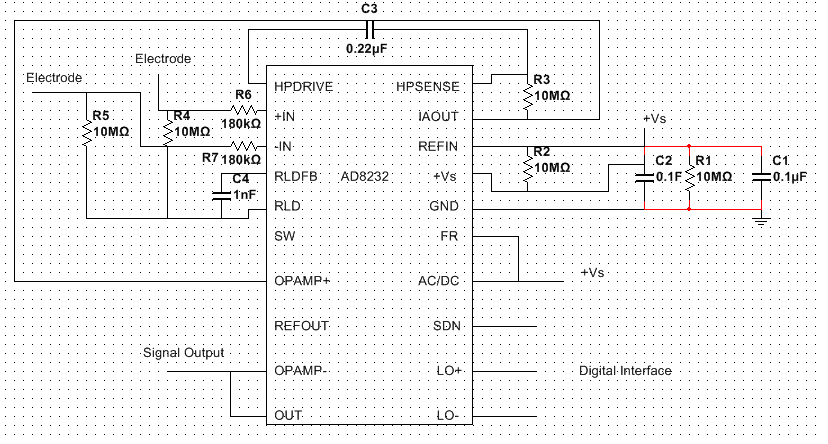 C3
0.22µF
Electrode
Electrode
HPDRIVE
HPSENSE
R3
10MΩ
R6
180kΩ
R5
10MΩ
R4
10MΩ
+IN
IAOUT
+Vs
-IN
REFIN
R7 180kΩ
R2
10MΩ
C2
0.1F
R1
10MΩ
C1
0.1µF
C4
1nF
RLDFB
AD8232
+Vs
RLD
GND
SW
FR
OPAMP+
AC/DC
+Vs
REFOUT
SDN
Signal Output
OPAMP-
LO+
Digital Interface
OUT
LO-